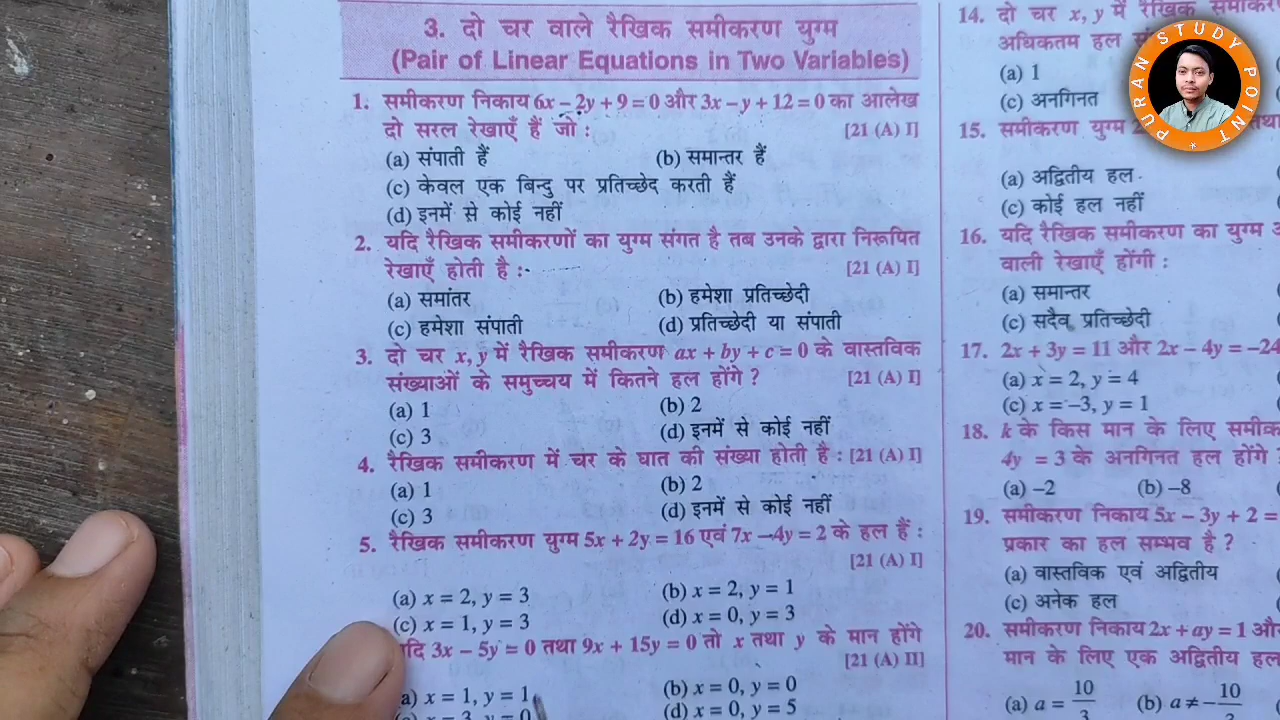 3. दो चर वाले रैखिक समीकरण युग्म
(Pair of Linear Equations in Two Variables)
1. समीकरण निकाय 6x – 2y + 9 = 0 और 3x – y + 12 = 0 का आलेख
दो सरल रेखाएँ हैं जो : [21 (A) I]
(a) संपाती हैं (b) समान्तर हैं
(c) केवल एक बिन्दु पर प्रतिच्छेद करती हैं
(d) इनमें से कोई नहीं
2. यदि रैखिक समीकरणों का युग्म संगत है तब उनके द्वारा निरूपित
रेखाएँ होती है : [21 (A) I]
(a) समांतर (b) हमेशा प्रतिच्छेदी
(c) हमेशा संपाती (d) प्रतिच्छेदी या संपाती
3. दो चर x, y में रैखिक समीकरण ax + by + c = 0 के वास्तविक
संख्याओं के समुच्चय में कितने हल होंगे ? [21 (A) I]
(a) 1 (b) 2
(c) 3 (d) इनमें से कोई नहीं
4. रैखिक समीकरण में चर के घात की संख्या होती है : [21 (A) I]
(a) 1 (b) 2
(c) 3 (d) इनमें से कोई नहीं
5. रैखिक समीकरण युग्म 5x + 2y = 16 एवं 7x – 4y = 2 के हल हैं :
[21 (A) I]
(a) x = 2, y = 3 (b) x = 2, y = 1
(c) x = 1, y = 3 (d) x = 0, y = 3
3x – 5y = 0 तथा 9x + 15y = 0 तो x तथा y के मान होंगे
[21 (A) II]
(a) x = 1, y = 1 (b) x = 0, y = 0
(d) x = 0, y = 5
14. दो चर x, y में रैखिक
अधिकतम हल
(a) 1
(c) अनगिनत
15. समीकरण युग्म
(a) अद्वितीय हल
(c) कोई हल नहीं
16. यदि रैखिक समीकरण का युग्म
वाली रेखाएँ होंगी :
(a) समान्तर
(c) सदैव प्रतिच्छेदी
17. 2x + 3y = 11 और 2x – 4y = –24
(a) x = 2, y = 4
(c) x = –3, y = 1
18. k के किस मान के लिए
4y = 3 के अनगिनत हल होंगे
(a) –2 (b) –8
19. समीकरण निकाय 5x – 3y + 2 =
प्रकार का हल सम्भव है ?
(a) वास्तविक एवं अद्वितीय
(c) अनेक हल
20. समीकरण निकाय 2x + ay = 1
मान के लिए एक अद्वितीय हल
(a) a = 10/3 (b) a ≠ –10
PURAN STUDY POINT